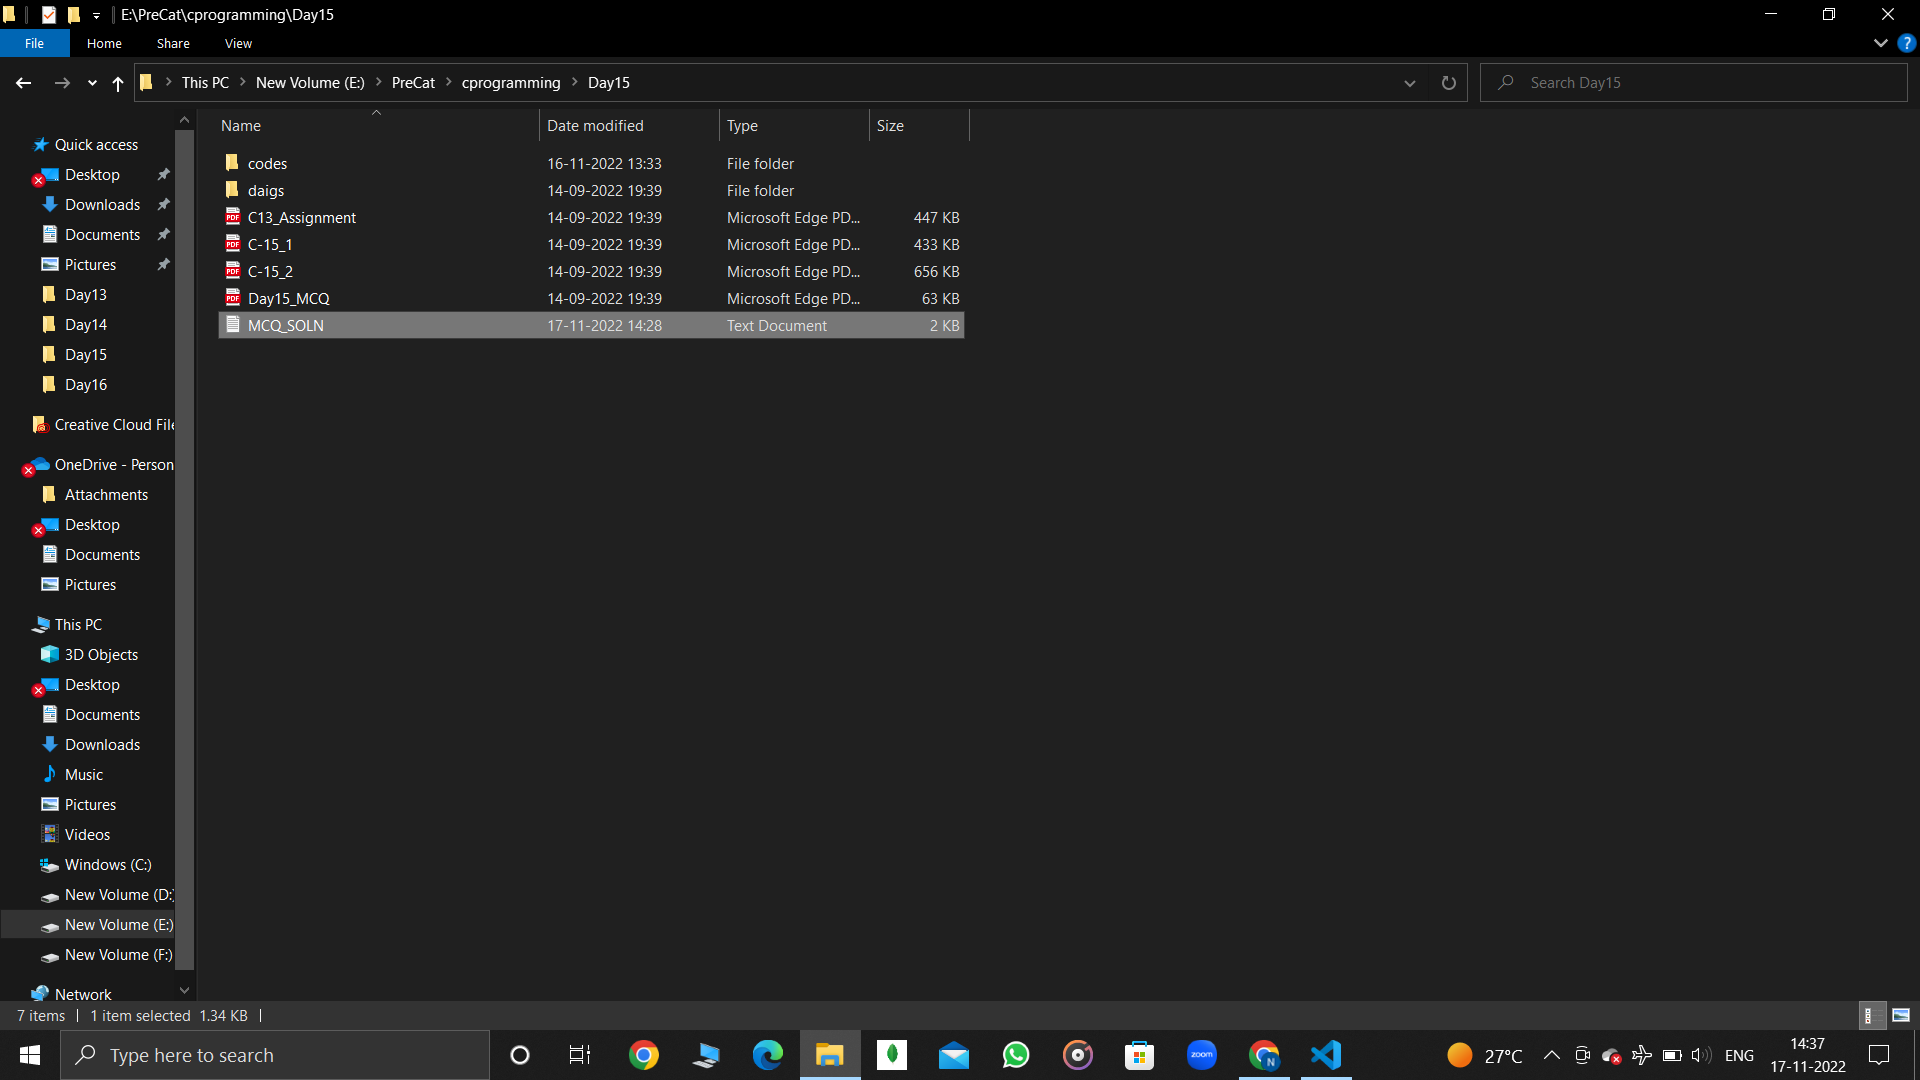 E:\PreCat\cprogramming\Day15
File Home Share View
This PC New Volume (E:) PreCat cprogramming Day15
Search Day15
Name Date modified Type Size
codes 16-11-2022 13:33 File folder
daigs 14-09-2022 19:39 File folder
C13_Assignment 14-09-2022 19:39 Microsoft Edge PD... 447 KB
C-15_1 14-09-2022 19:39 Microsoft Edge PD... 433 KB
C-15_2 14-09-2022 19:39 Microsoft Edge PD... 656 KB
Day15_MCQ 14-09-2022 19:39 Microsoft Edge PD... 63 KB
MCQ_SOLN 17-11-2022 14:28 Text Document 2 KB
Quick access
Desktop
Downloads
Documents
Pictures
Day13
Day14
Day15
Day16
Creative Cloud File
OneDrive - Person
Attachments
Desktop
Documents
Pictures
This PC
3D Objects
Desktop
Documents
Downloads
Music
Pictures
Videos
Windows (C:)
New Volume (D:)
New Volume (E:)
New Volume (F:)
Network
7 items 1 item selected 1.34 KB
Type here to search
zoom
N
27°C
ENG
14:37
17-11-2022